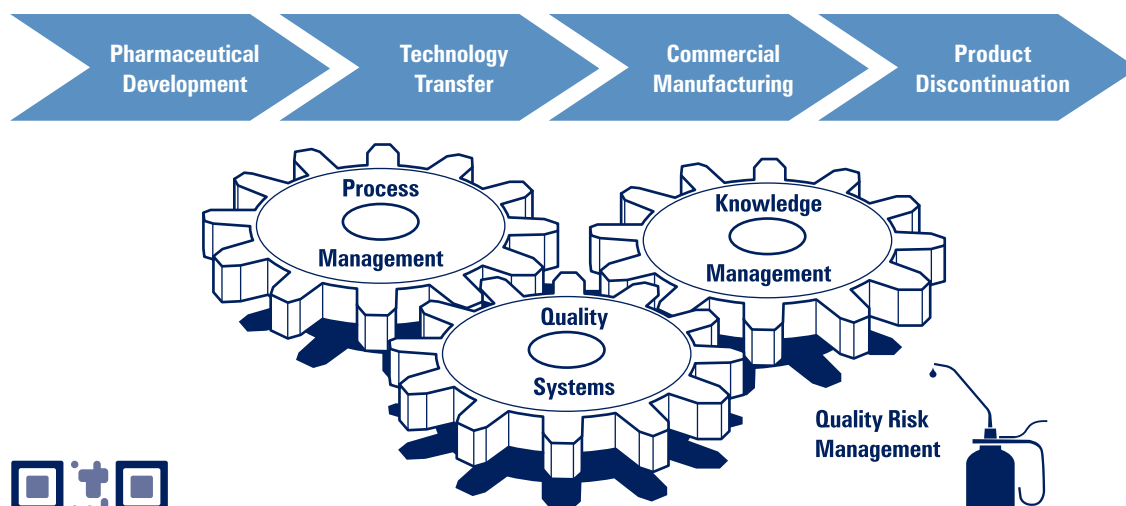 Pharmaceutical
Development
Technology
Transfer
Commercial
Manufacturing
Product
Discontinuation
Process
Management
Knowledge
Management
Quality
Systems
Quality Risk
Management